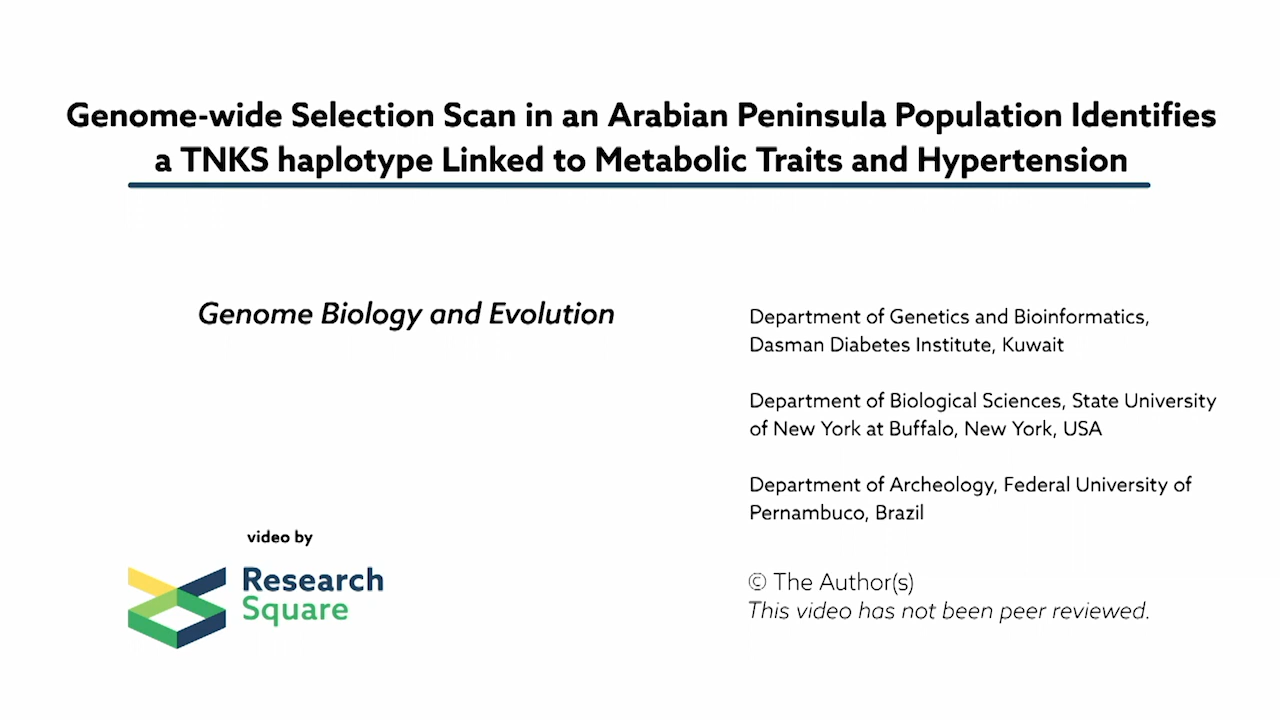 Genome-wide Selection Scan in an Arabian Peninsula Population Identifies
a TNKS haplotype Linked to Metabolic Traits and Hypertension
Genome Biology and Evolution
Department of Genetics and Bioinformatics,
Dasman Diabetes Institute, Kuwait
Department of Biological Sciences, State University
of New York at Buffalo, New York, USA
Department of Archeology, Federal University of
Pernambuco, Brazil
video by
Research
Square
© The Author(s)
This video has not been peer reviewed.